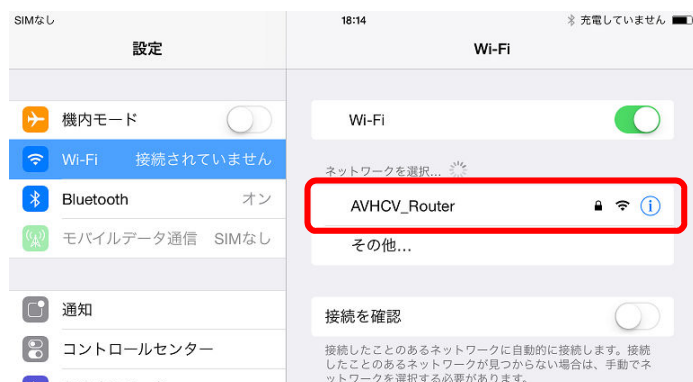 SIMなし 18:14 充電していません
設定
Wi-Fi
機内モード
Wi-Fi 接続されていません
Bluetooth オン
モバイルデータ通信 SIMなし
通知
コントロールセンター
Wi-Fi
ネットワークを選択...
AVHCV_Router
その他...
接続を確認
接続したことのあるネットワークに自動的に接続します。接続
したことのあるネットワークが見つからない場合は、手動でネ
ットワークを選択する必要があります。